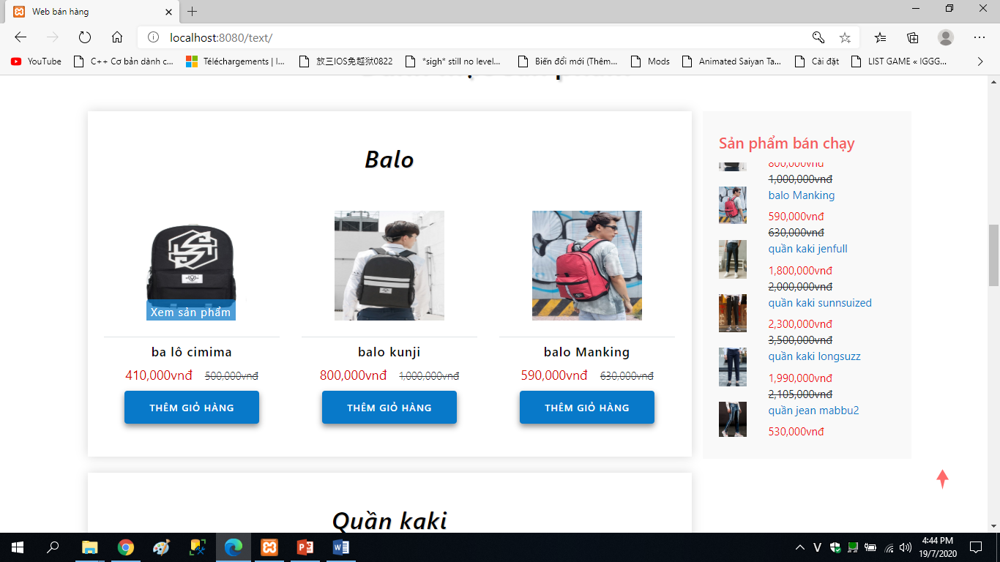 Web bán hàng
localhost:8080/text/
YouTube
C++ Cơ bản dành c...
Téléchargements | I...
放三IOS免越狱0822
*sigh* still no level...
Biến đổi mới (Thêm...
Mods
Animated Saiyan Ta...
Cài đặt
LIST GAME « IGGG...
Balo
Xem sản phẩm
ba lô cimima
410,000vnđ 500,000vnđ
THÊM GIỎ HÀNG
balo kunji
800,000vnđ 1,000,000vnđ
THÊM GIỎ HÀNG
balo Manking
590,000vnđ 630,000vnđ
THÊM GIỎ HÀNG
Quần kaki
Sản phẩm bán chạy
800,000vnđ
1,000,000vnđ
balo Manking
590,000vnđ
630,000vnđ
quần kaki jenfull
1,800,000vnđ
2,000,000vnđ
quần kaki sunnsuized
2,300,000vnđ
3,500,000vnđ
quần kaki longsuzz
1,990,000vnđ
2,105,000vnđ
quần jean mabbu2
530,000vnđ
V
4:44 PM
19/7/2020